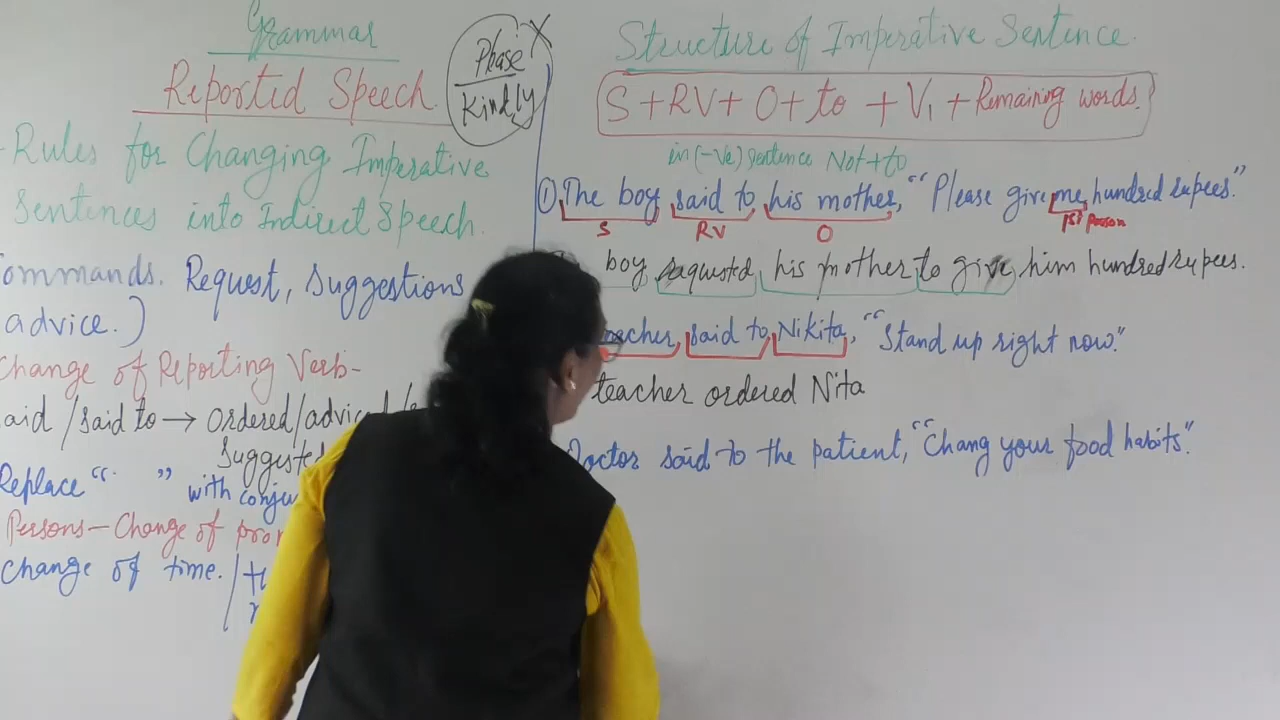 Grammar
Reported Speech
Please
Kindly
X
Rules for Changing Imperative
Sentences into Indirect Speech.
Commands. Request, Suggestions
advice.)
Change of Reporting Verb-
said /said to → ordered/adviced/
Suggested
Replace “ ” with
Persons - Change of
Change of time. /
Structure of Imperative Sentence.
S + RV + O + to + V1 + Remaining words.
in (-Ve) sentence Not + to
① The boy said to his mother, “Please give me hundred rupees.”
S RV O 1st person
boy requested his mother to give him hundred rupees.
teacher said to Nikita, “Stand up right now.”
teacher ordered Nita
Doctor said to the patient, “Chang your food habits”.